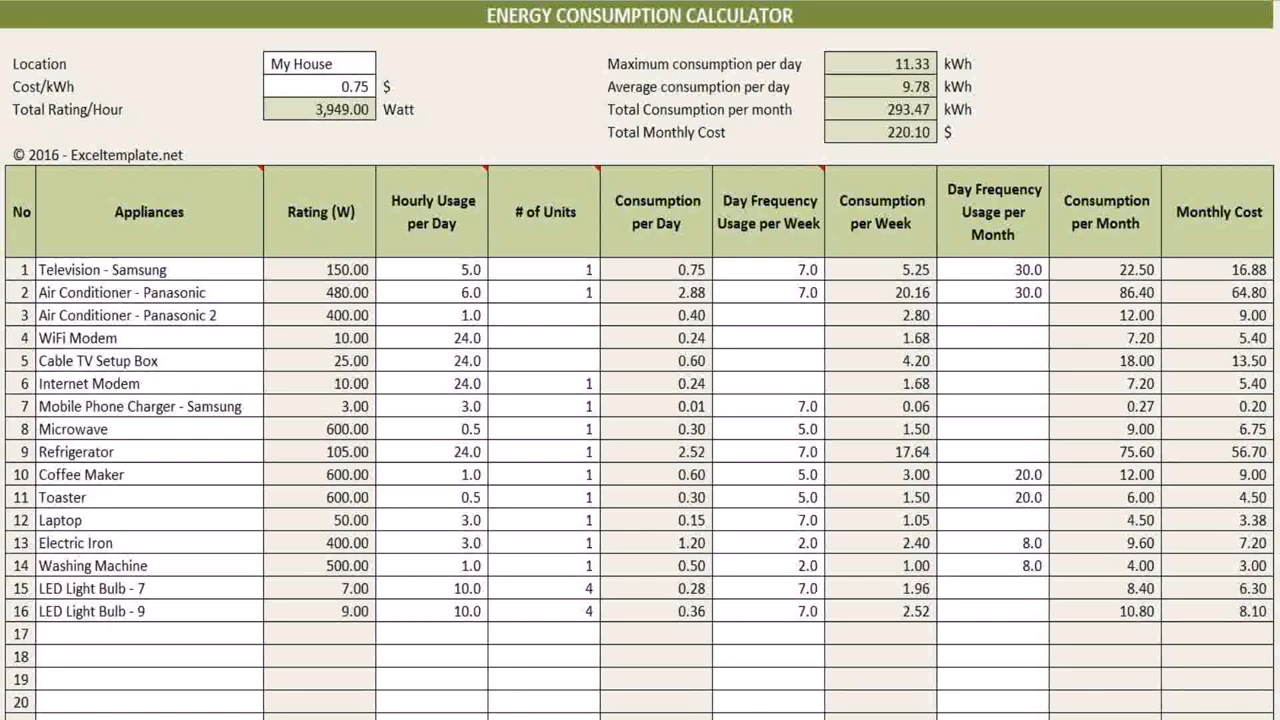 ENERGY CONSUMPTION CALCULATOR
Location My House Maximum consumption per day 11.33 kWh
Cost/kWh 0.75 $ Average consumption per day 9.78 kWh
Total Rating/Hour 3,949.00 Watt Total Consumption per month 293.47 kWh
Total Monthly Cost 220.10 $
© 2016 - Exceltemplate.net
No Appliances Rating (W) Hourly Usage per Day # of Units Consumption per Day Day Frequency Usage per Week Consumption per Week Day Frequency Usage per Month Consumption per Month Monthly Cost
1 Television - Samsung 150.00 5.0 1 0.75 7.0 5.25 30.0 22.50 16.88
2 Air Conditioner - Panasonic 480.00 6.0 1 2.88 7.0 20.16 30.0 86.40 64.80
3 Air Conditioner - Panasonic 2 400.00 1.0 0.40 2.80 12.00 9.00
4 WiFi Modem 10.00 24.0 0.24 1.68 7.20 5.40
5 Cable TV Setup Box 25.00 24.0 0.60 4.20 18.00 13.50
6 Internet Modem 10.00 24.0 1 0.24 1.68 7.20 5.40
7 Mobile Phone Charger - Samsung 3.00 3.0 1 0.01 7.0 0.06 0.27 0.20
8 Microwave 600.00 0.5 1 0.30 5.0 1.50 9.00 6.75
9 Refrigerator 105.00 24.0 1 2.52 7.0 17.64 75.60 56.70
10 Coffee Maker 600.00 1.0 1 0.60 5.0 3.00 20.0 12.00 9.00
11 Toaster 600.00 0.5 1 0.30 5.0 1.50 20.0 6.00 4.50
12 Laptop 50.00 3.0 1 0.15 7.0 1.05 4.50 3.38
13 Electric Iron 400.00 3.0 1 1.20 2.0 2.40 8.0 9.60 7.20
14 Washing Machine 500.00 1.0 1 0.50 2.0 1.00 8.0 4.00 3.00
15 LED Light Bulb - 7 7.00 10.0 4 0.28 7.0 1.96 8.40 6.30
16 LED Light Bulb - 9 9.00 10.0 4 0.36 7.0 2.52 10.80 8.10
17
18
19
20